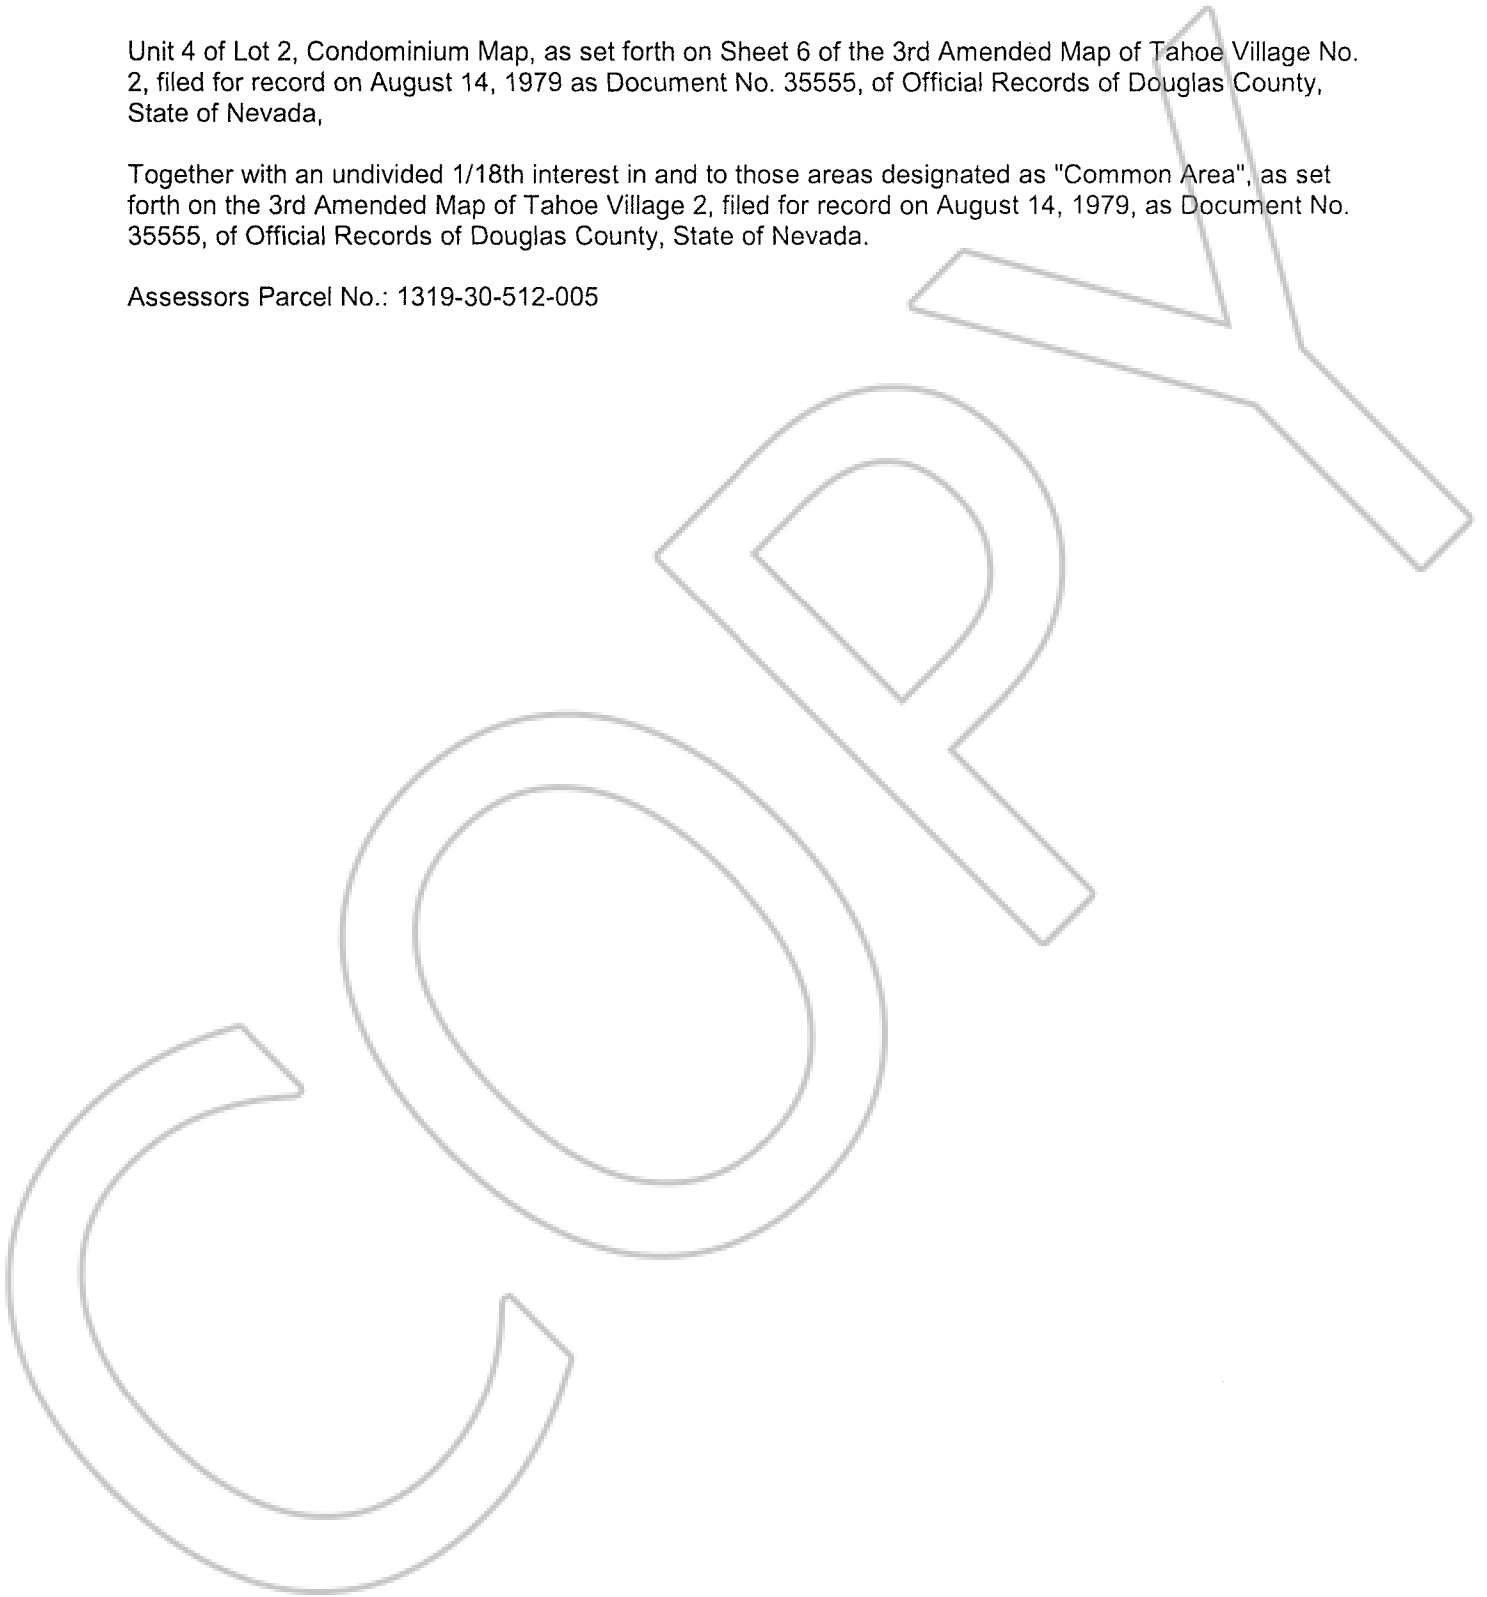 Unit 4 of Lot 2, Condominium Map, as set forth on Sheet 6 of the 3rd Amended Map of Tahoe Village No.
2, filed for record on August 14, 1979 as Document No. 35555, of Official Records of Douglas County,
State of Nevada,
Together with an undivided 1/18th interest in and to those areas designated as "Common Area", as set
forth on the 3rd Amended Map of Tahoe Village 2, filed for record on August 14, 1979, as Document No.
35555, of Official Records of Douglas County, State of Nevada.
Assessors Parcel No.: 1319-30-512-005
COPY